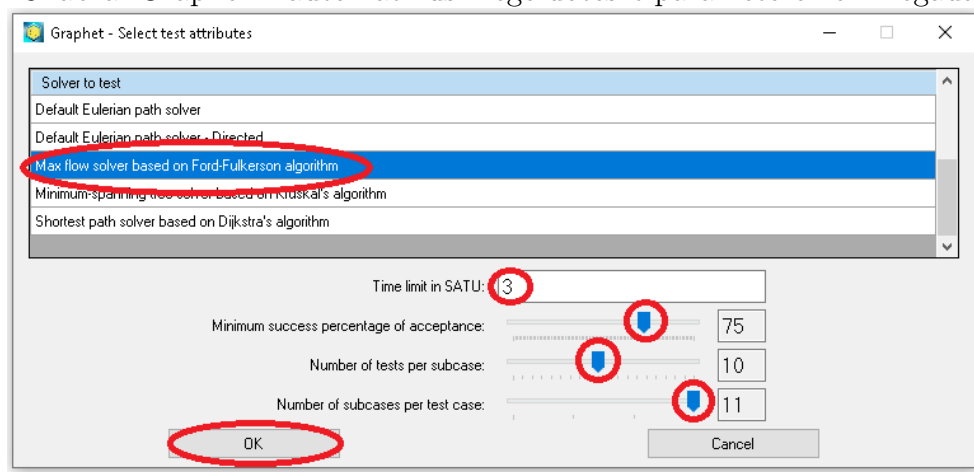 Graphet - Select test attributes
Solver to test
Default Eulerian path solver
Default Eulerian path solver - Directed
Max flow solver based on Ford-Fulkerson algorithm
Minimum-spanning tree solver based on Kruskal's algorithm
Shortest path solver based on Dijkstra's algorithm
Time limit in SATU: 3
Minimum success percentage of acceptance: 75
Number of tests per subcase: 10
Number of subcases per test case: 11
OK Cancel